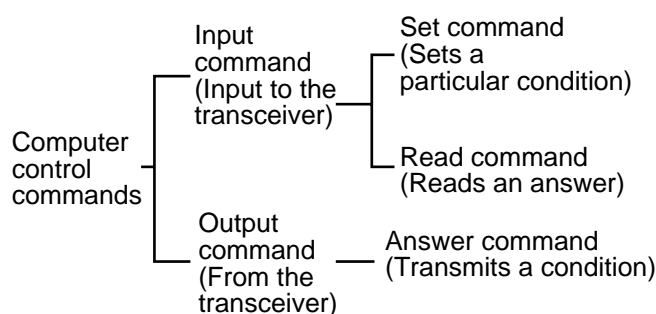 Computer
control
commands
Input
command
(Input to the
transceiver)
Set command
(Sets a
particular condition)
Read command
(Reads an answer)
Output
command
(From the
transceiver)
Answer command
(Transmits a condition)